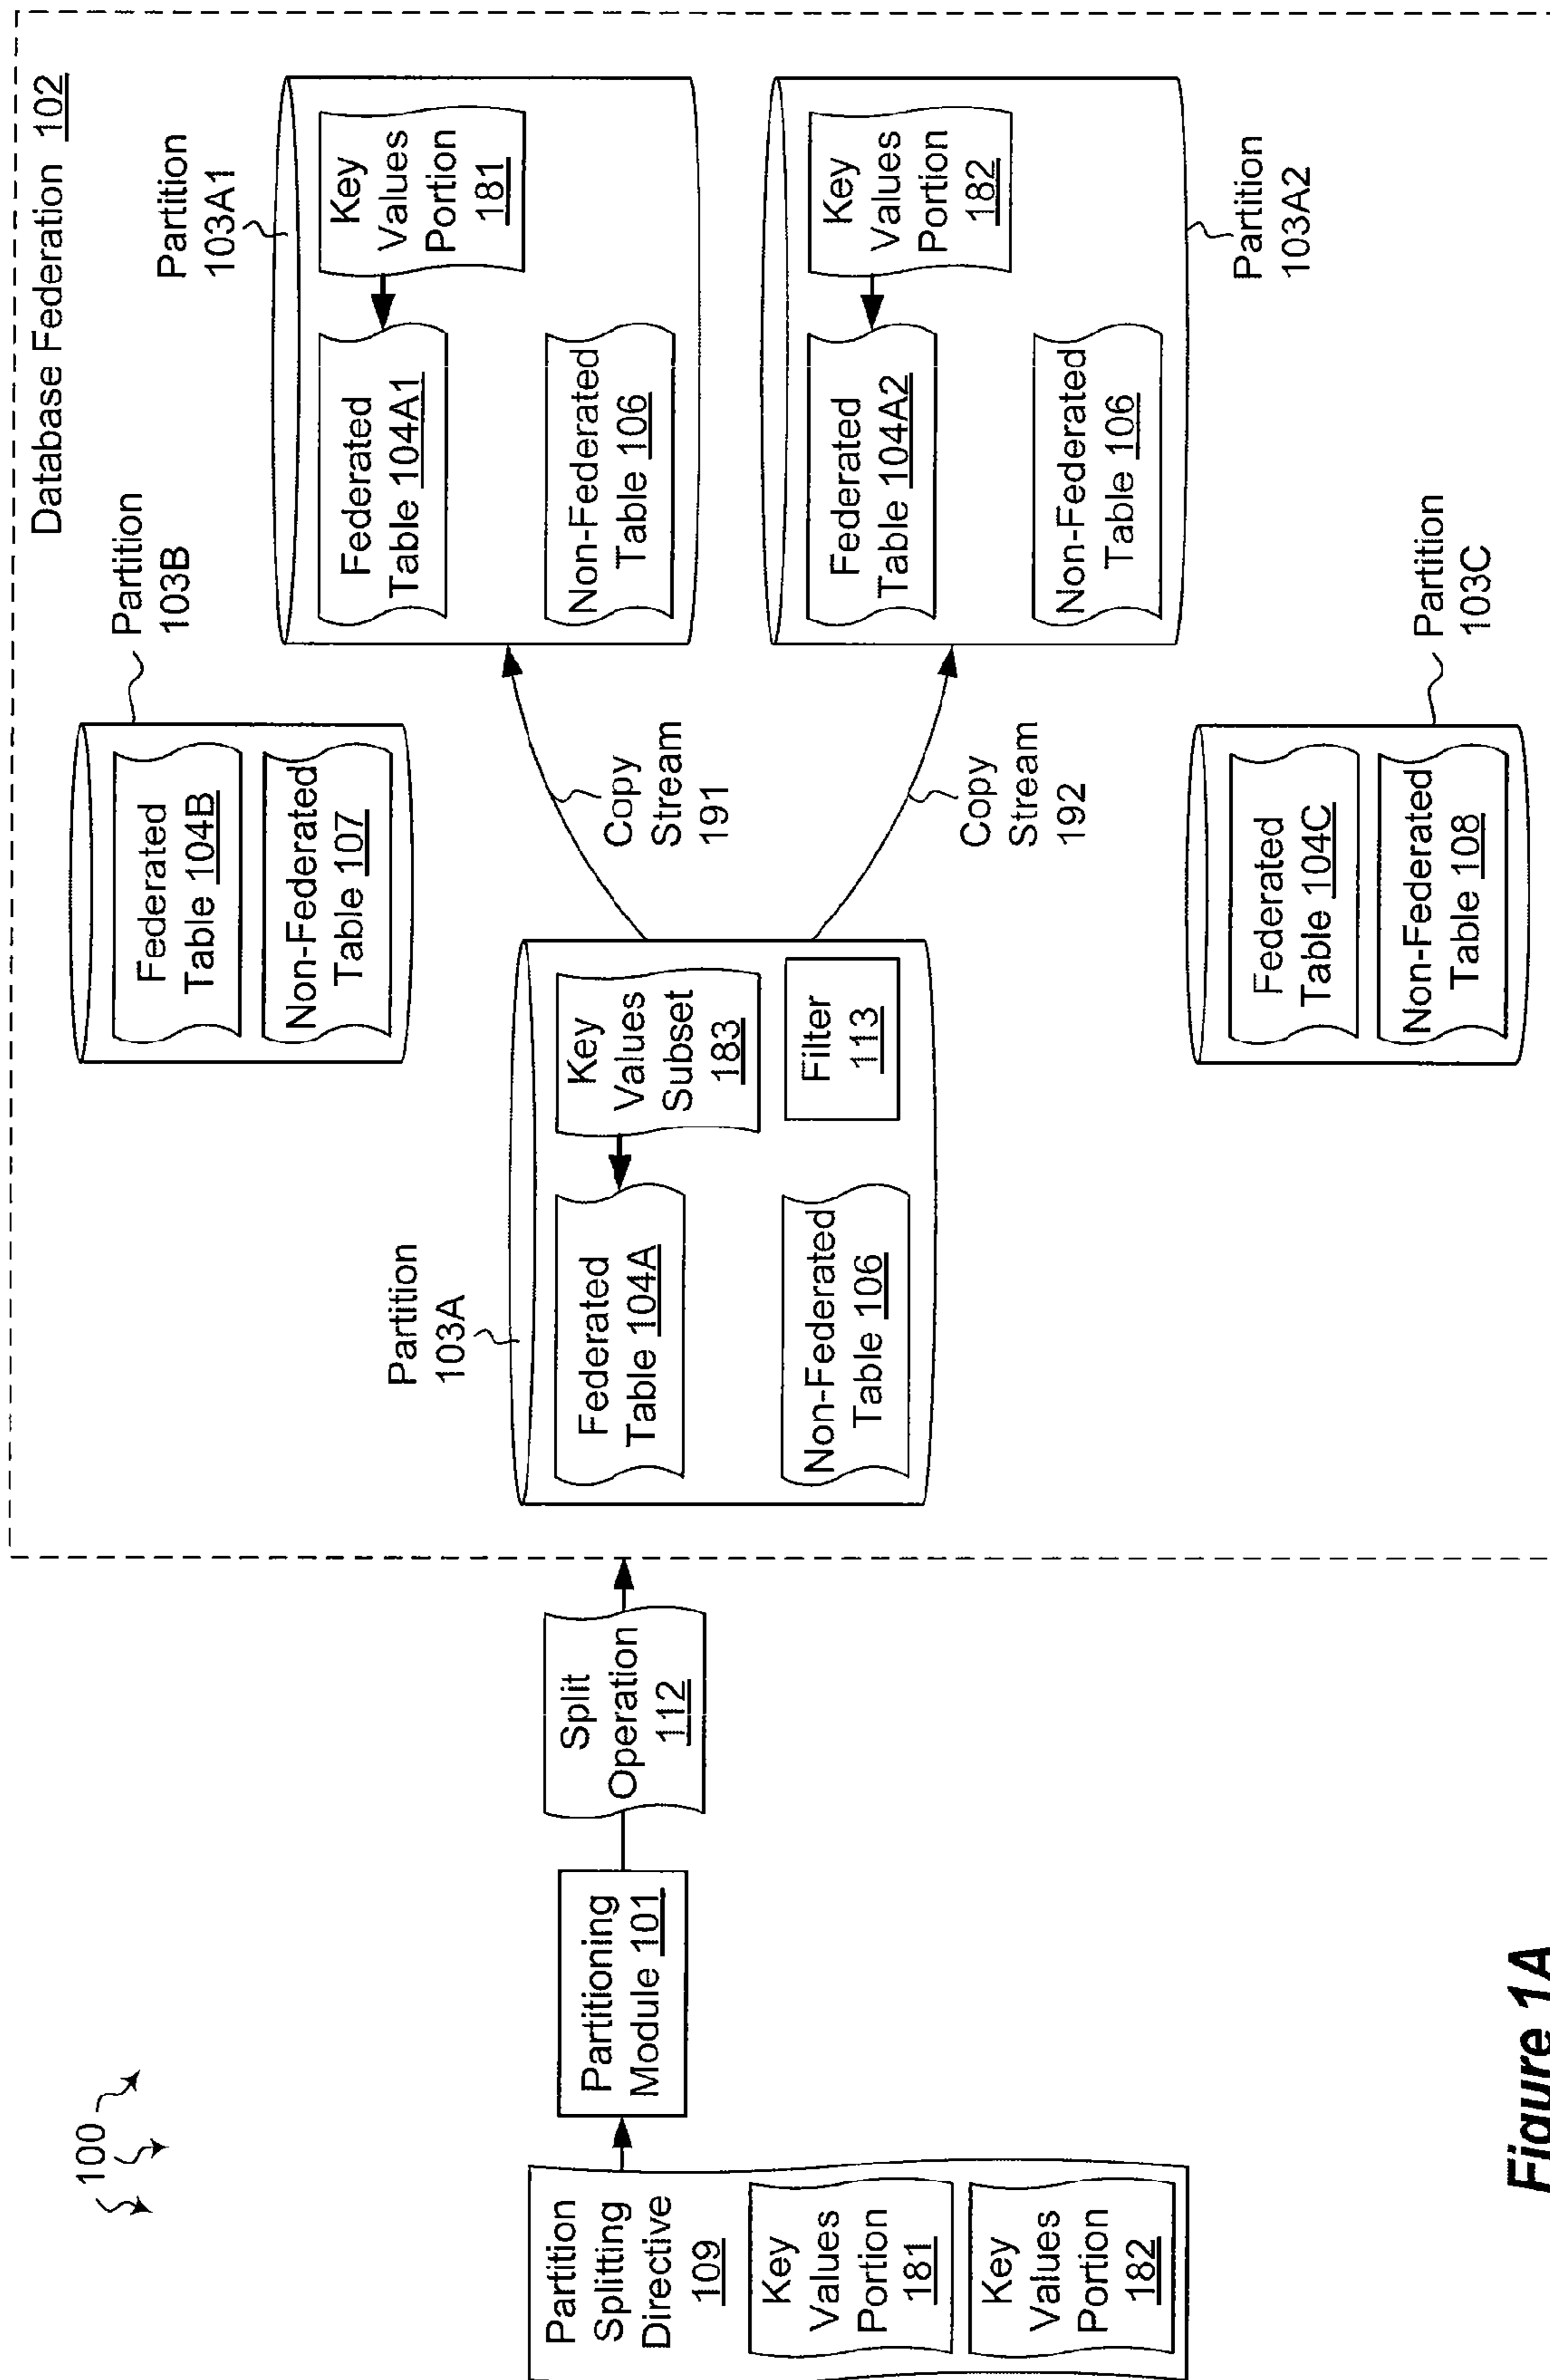 Database Federation 102
Partition
103B
Federated
Table 104B
Non-Federated
Table 107
Partition
103A1
Federated
Table 104A1
Key
Values
Portion
181
Non-Federated
Table 106
Partition
103A
Federated
Table 104A
Key
Values
Subset
183
Non-Federated
Table 106
Filter
113
Copy
Stream
191
Copy
Stream
192
Federated
Table 104A2
Key
Values
Portion
182
Non-Federated
Table 106
Partition
103A2
Federated
Table 104C
Non-Federated
Table 108
Partition
103C
100
Partition
Splitting
Directive
109
Key
Values
Portion
181
Key
Values
Portion
182
Partitioning
Module 101
Split
Operation
112
Figure 1A